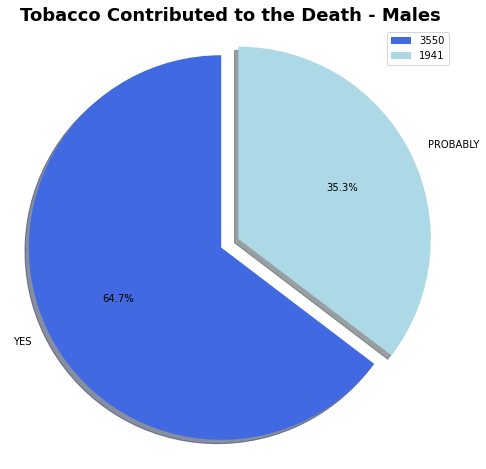 Tobacco Contributed to the Death - Males
3550
1941
PROBABLY
35.3%
64.7%
YES